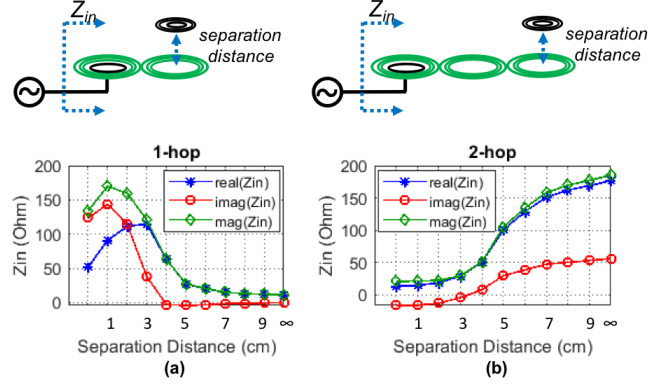 Zin
separation
distance
Zin
separation
distance
1-hop
200
150
100
50
0
Zin (Ohm)
real(Zin)
imag(Zin)
mag(Zin)
1 3 5 7 9 ∞
Separation Distance (cm)
(a)
2-hop
200
150
100
50
0
Zin (Ohm)
real(Zin)
imag(Zin)
mag(Zin)
1 3 5 7 9 ∞
Separation Distance (cm)
(b)